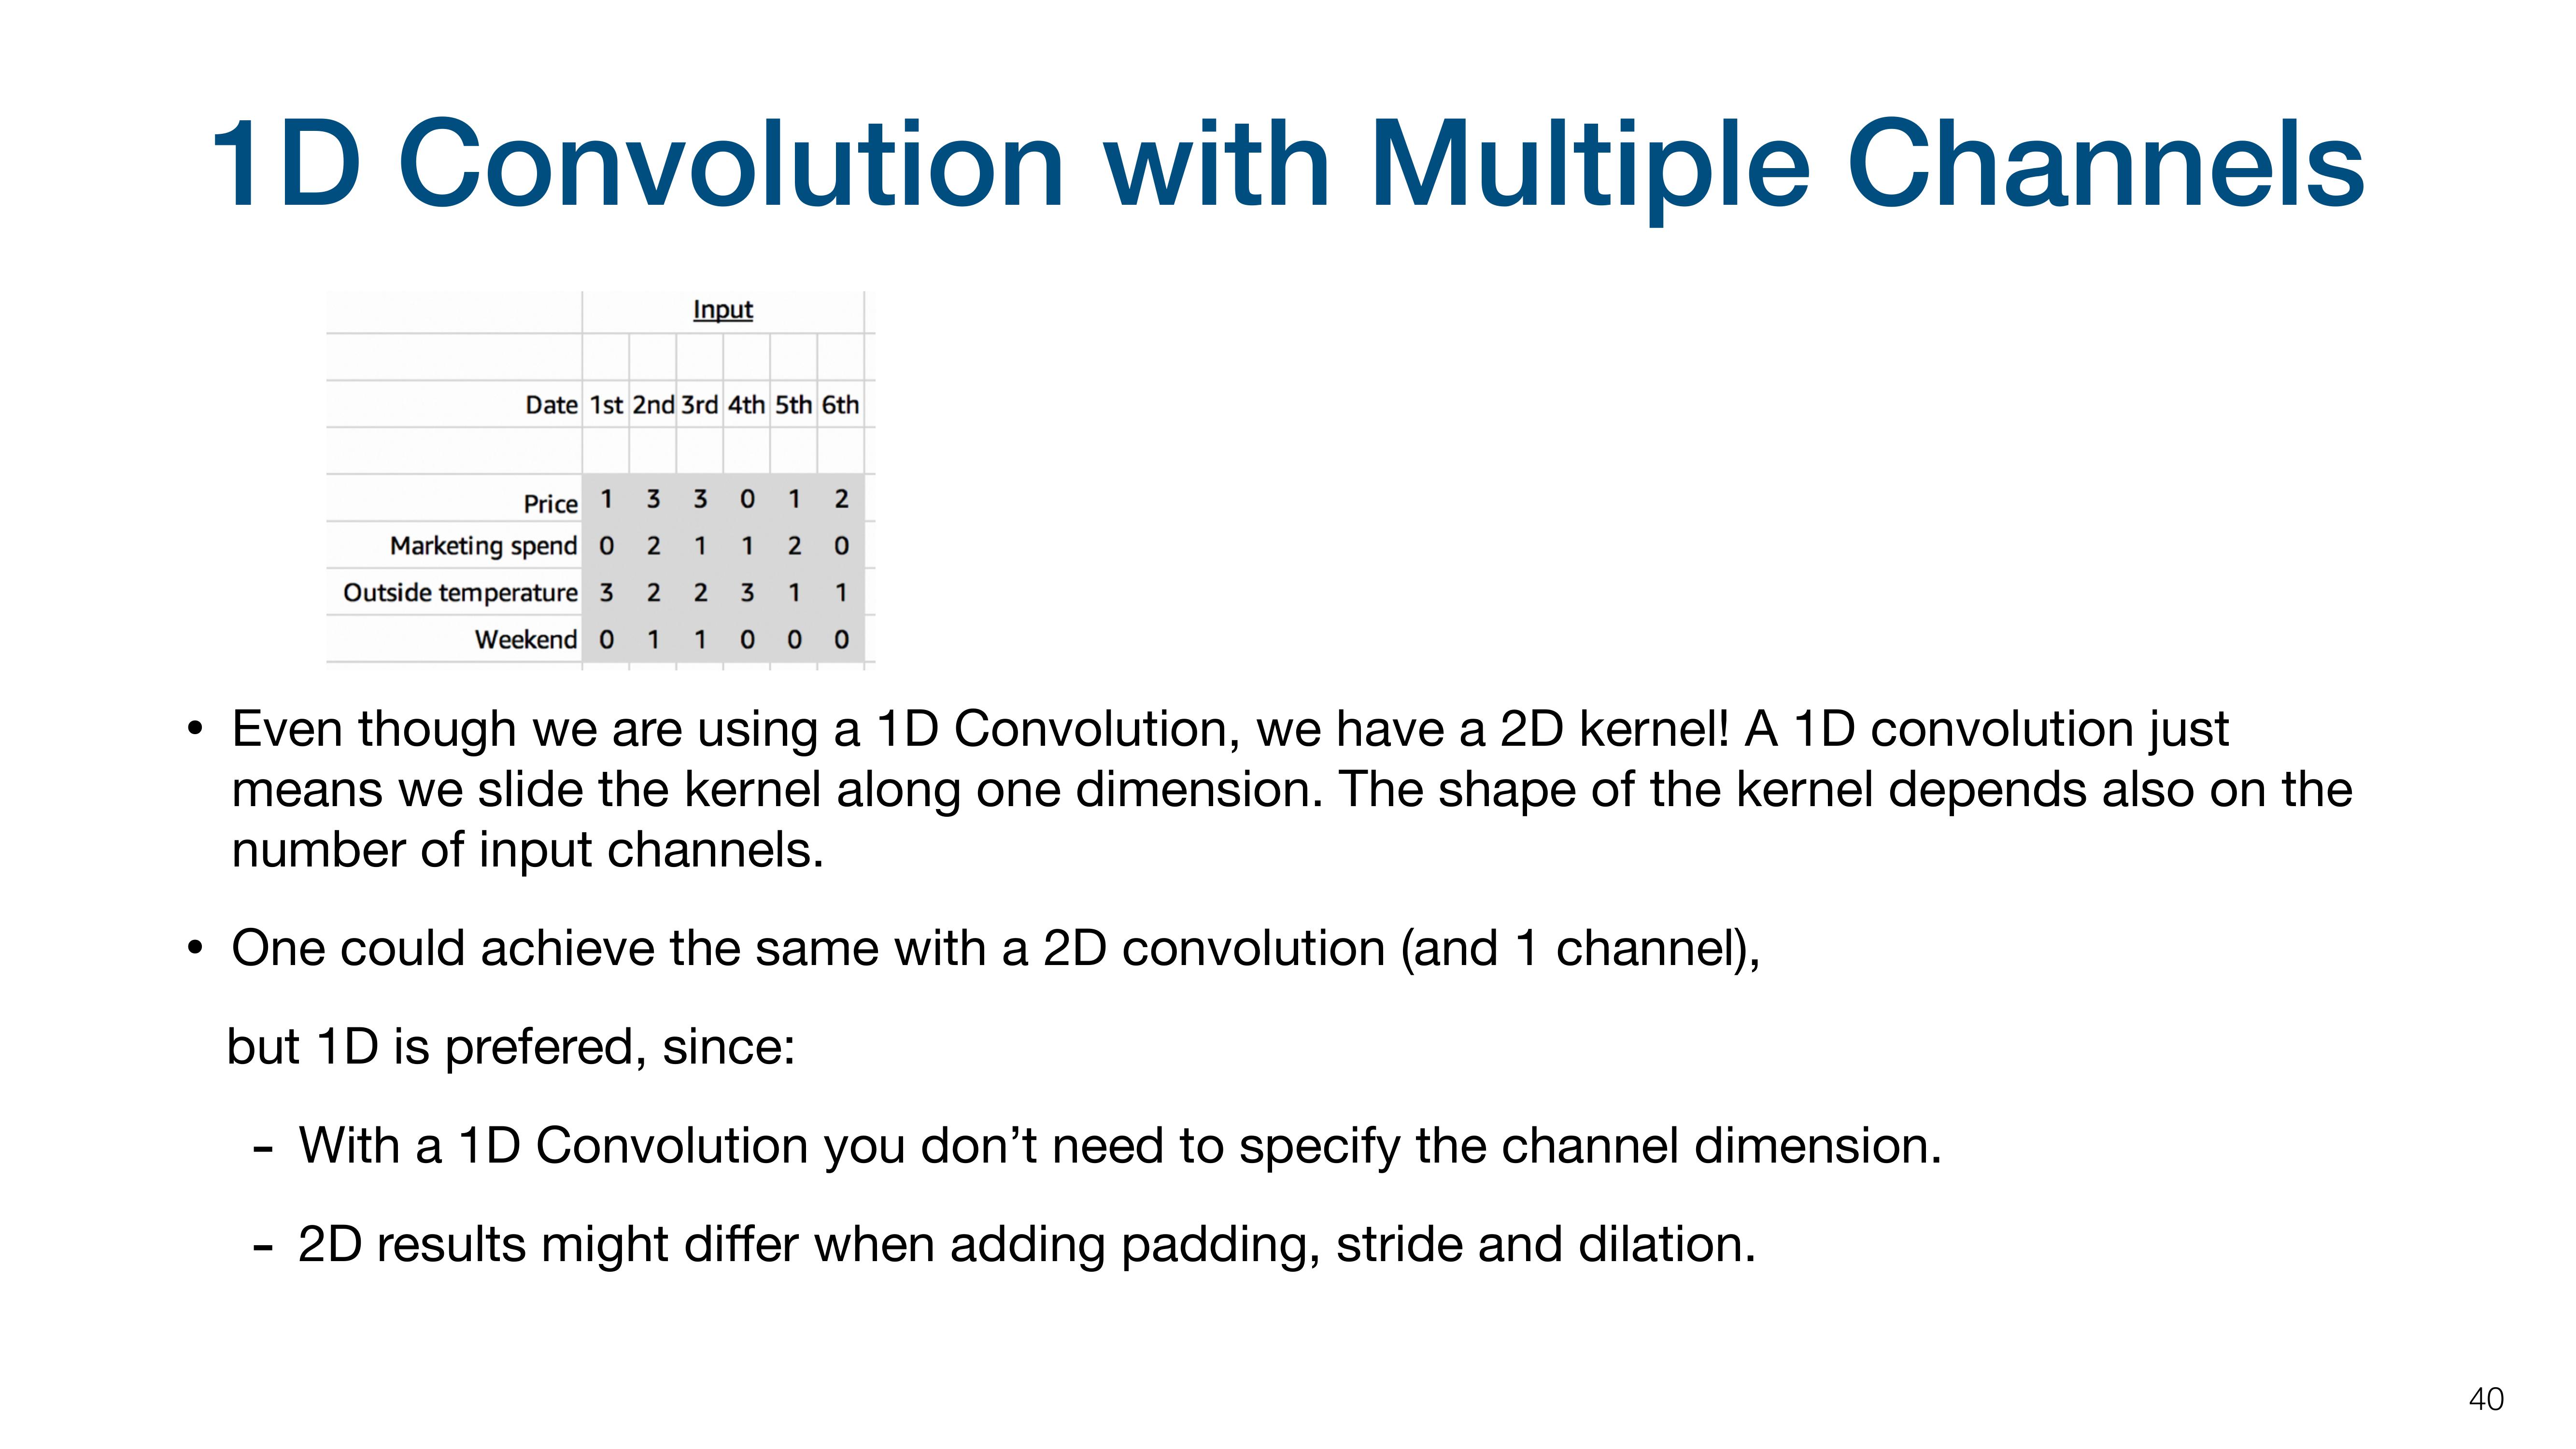 1D Convolution with Multiple Channels
Input
Date 1st 2nd 3rd 4th 5th 6th
Price 1 3 3 0 1 2
Marketing spend 0 2 1 1 2 0
Outside temperature 3 2 2 3 1 1
Weekend 0 1 1 0 0 0
• Even though we are using a 1D Convolution, we have a 2D kernel! A 1D convolution just
means we slide the kernel along one dimension. The shape of the kernel depends also on the
number of input channels.
• One could achieve the same with a 2D convolution (and 1 channel),
but 1D is prefered, since:
- With a 1D Convolution you don’t need to specify the channel dimension.
- 2D results might differ when adding padding, stride and dilation.
40